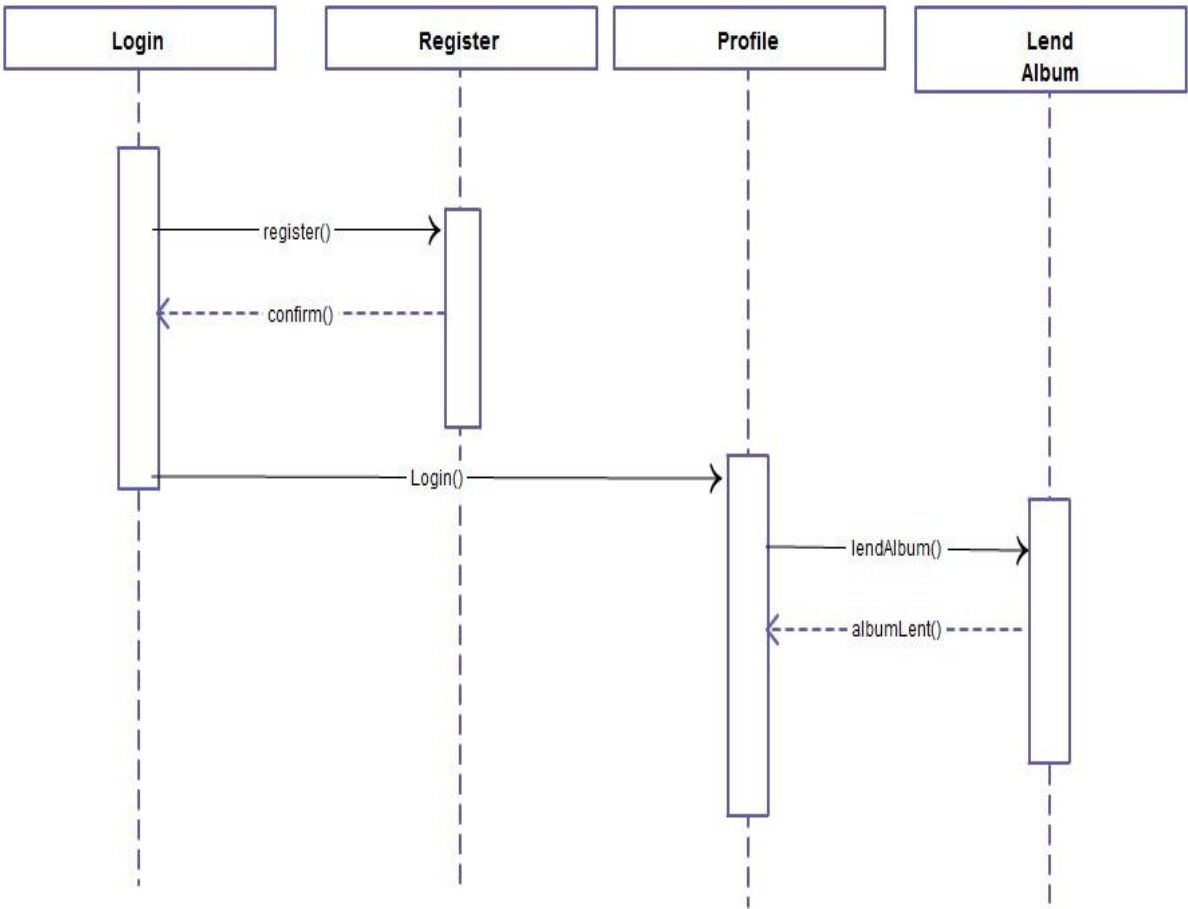 Login
Register
Profile
Lend
Album
register()
confirm()
Login()
lendAlbum()
albumLent()